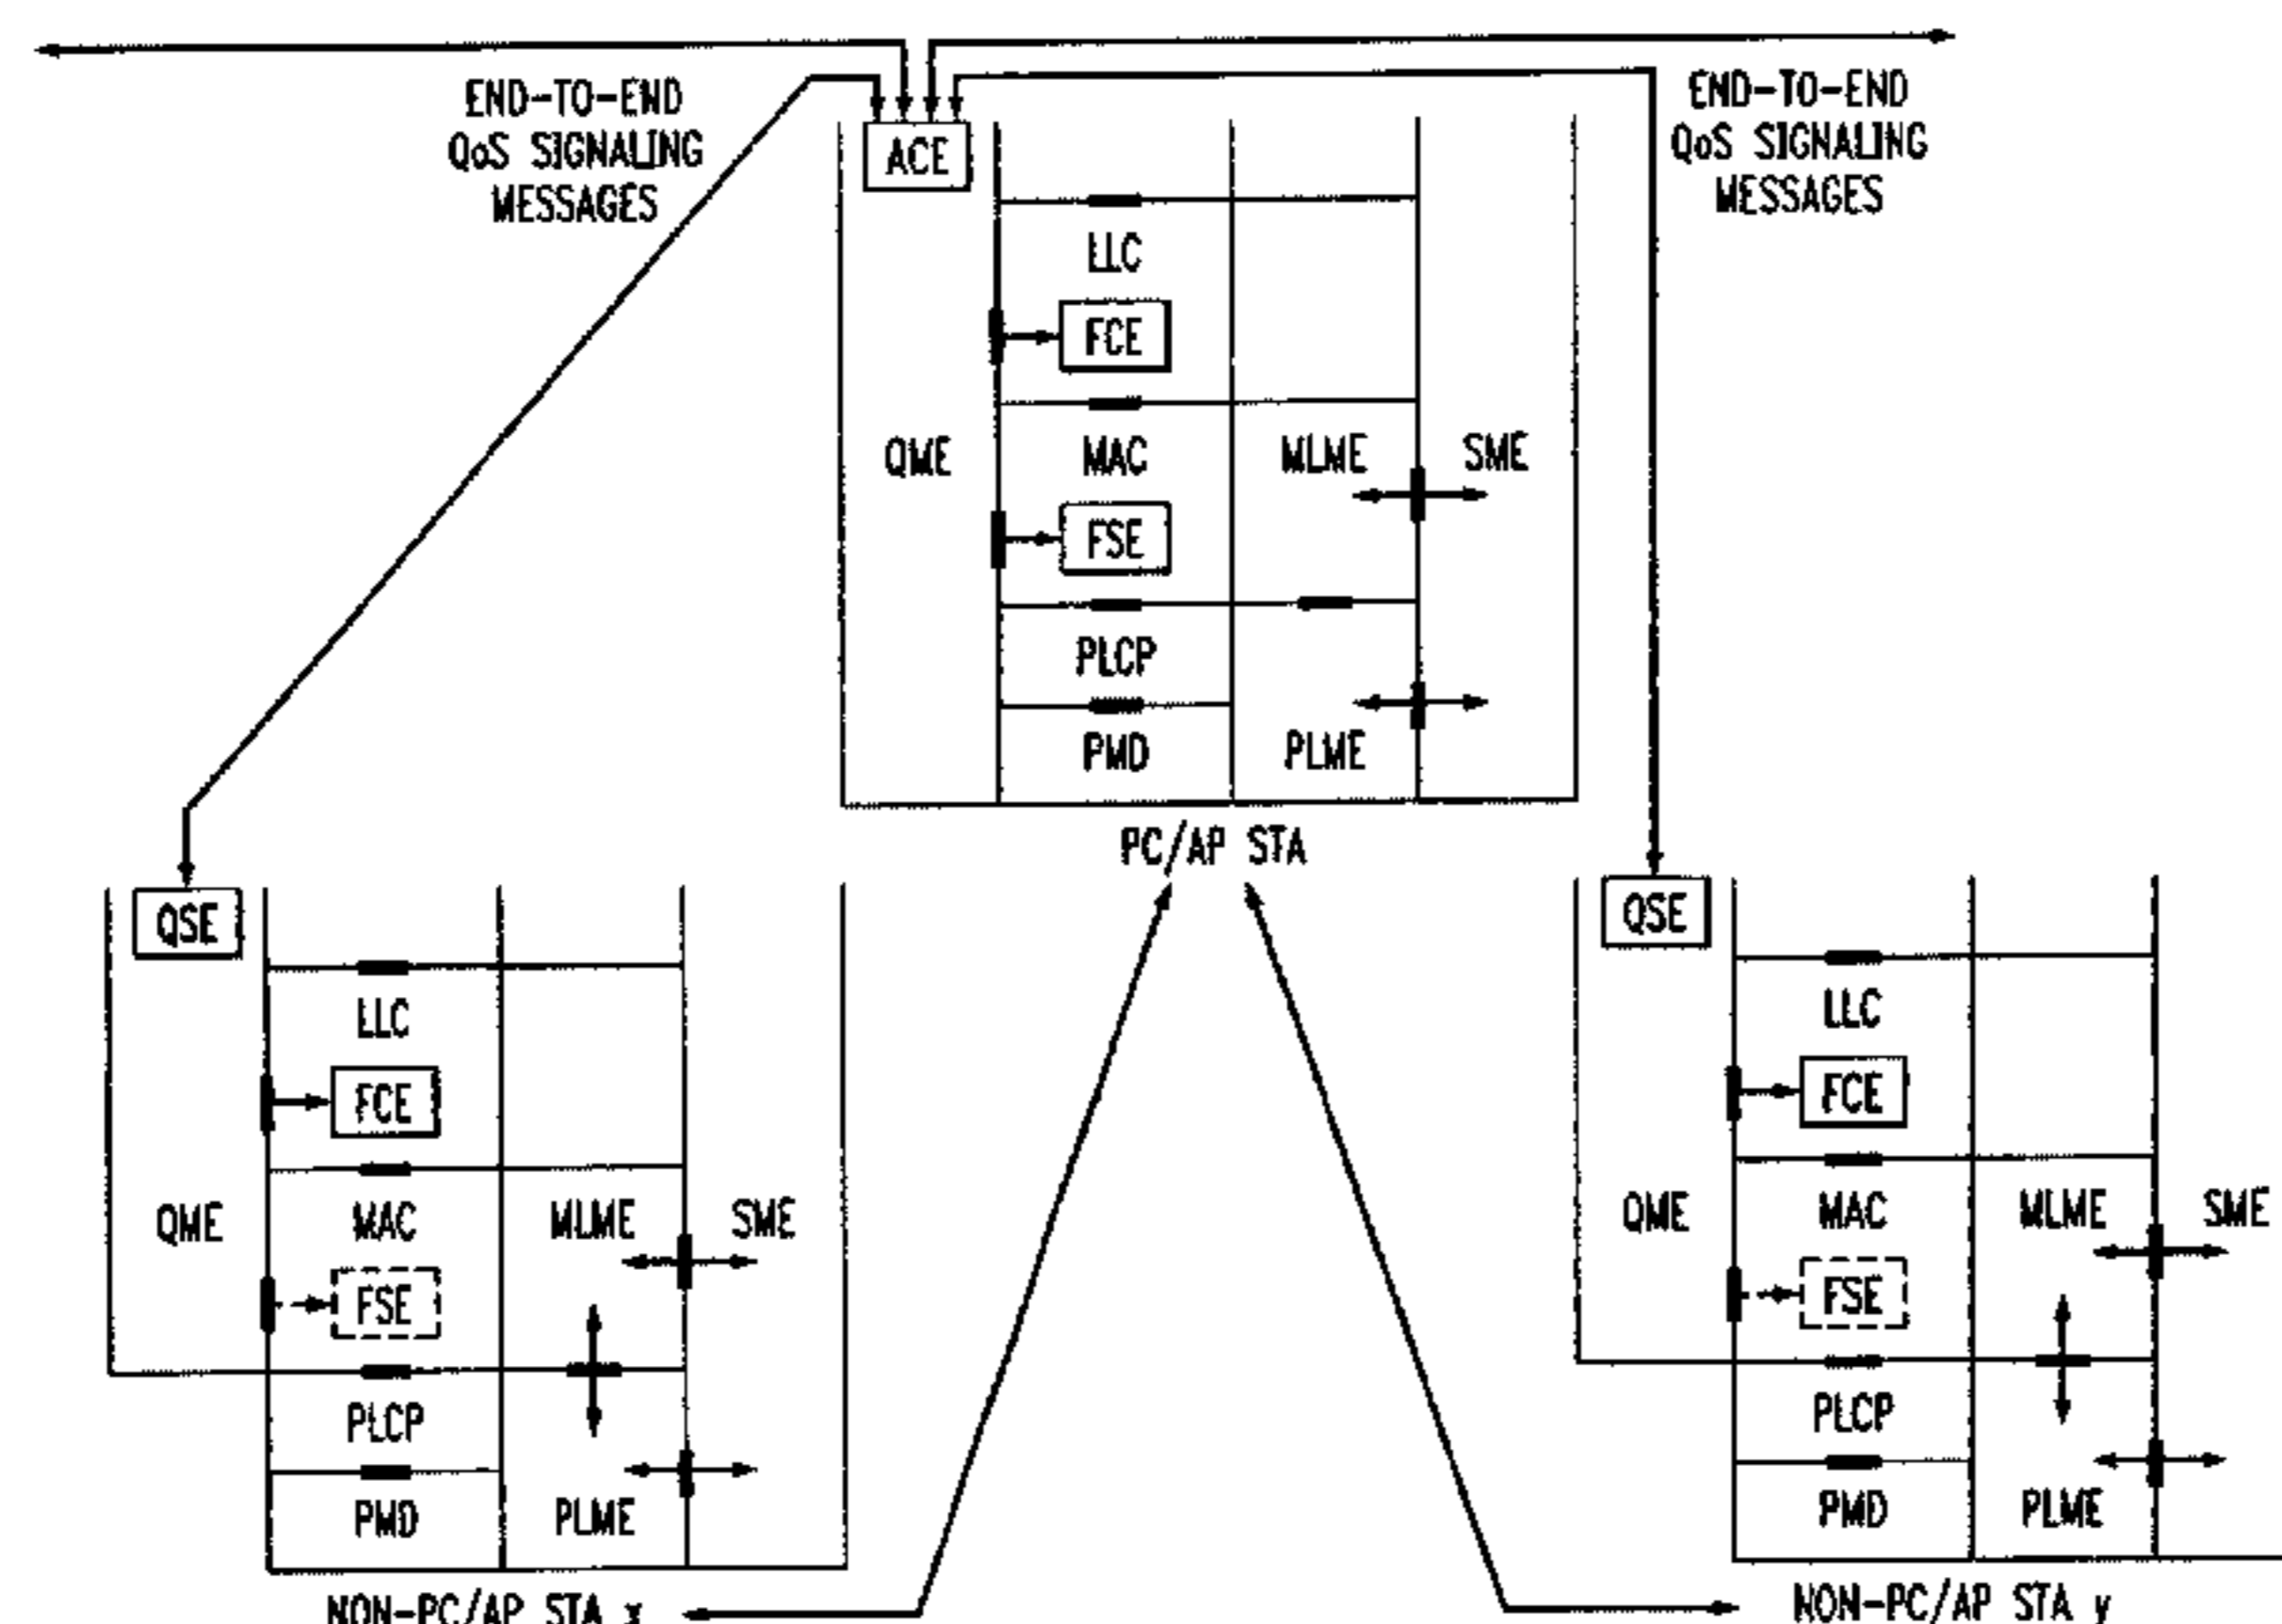 END-TO-END
QoS SIGNALING
MESSAGES
END-TO-END
QoS SIGNALING
MESSAGES
ACE
LLC
FCE
QME
MAC
MLME
SME
FSE
PLCP
PMD
PLME
PC/AP STA
QSE
LLC
FCE
QME
MAC
MLME
SME
FSE
PLCP
PMD
PLME
NON-PC/AP STA x
QSE
LLC
FCE
QME
MAC
MLME
SME
FSE
PLCP
PMD
PLME
NON-PC/AP STA y